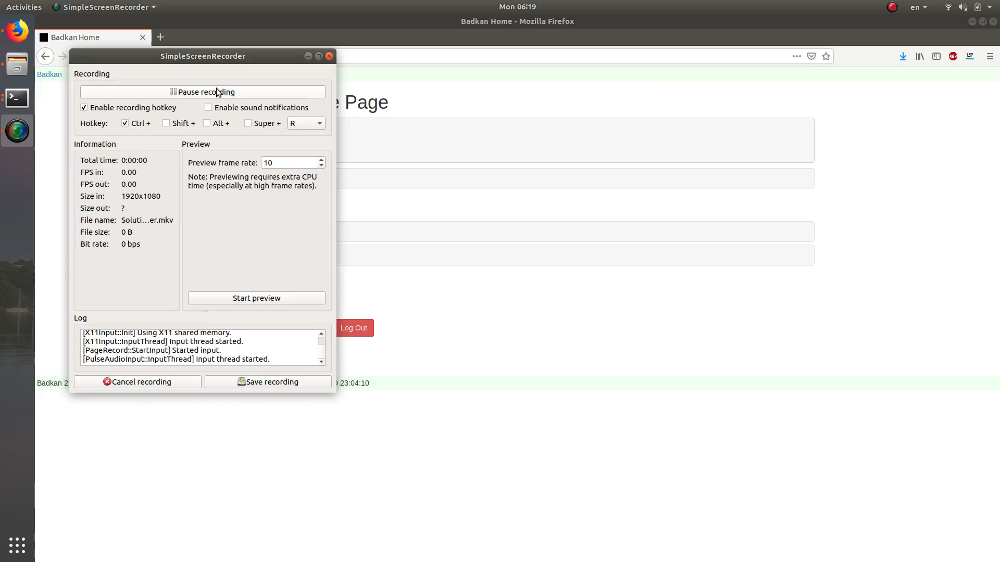 Activities SimpleScreenRecorder Mon 06:19 en
Badkan Home - Mozilla Firefox
Badkan Home
SimpleScreenRecorder
ABP LT
Badkan
Recording
Pause recording
e Page
Enable recording hotkey Enable sound notifications
Hotkey: Ctrl + Shift + Alt + Super + R
Information Preview
Total time: 0:00:00
Preview frame rate: 10
FPS in: 0.00
Note: Previewing requires extra CPU
time (especially at high frame rates).
FPS out: 0.00
Size in: 1920x1080
Size out: ?
File name: Soluti...er.mkv
File size: 0 B
Bit rate: 0 bps
Start preview
Log
Log Out
[X11Input::Init] Using X11 shared memory.
[X11Input::InputThread] Input thread started.
[PageRecord::StartInput] Started input.
[PulseAudioInput::InputThread] Input thread started.
Cancel recording Save recording
Badkan 2. 23:04:10